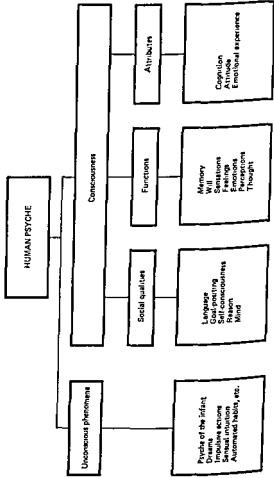 HUMAN PSYCHE
Unconscious phenomena
Consciousness
Social qualities
Functions
Attributes
Psyche of the infant
Dreams
Impulsive actions
Sensual intuition
Automated habits, etc.
Language
Goal-positing
Self-consciousness
Reason
Mind
Memory
Will
Sensations
Feelings
Emotions
Perceptions
Thought
Cognition
Attitude
Emotional experience